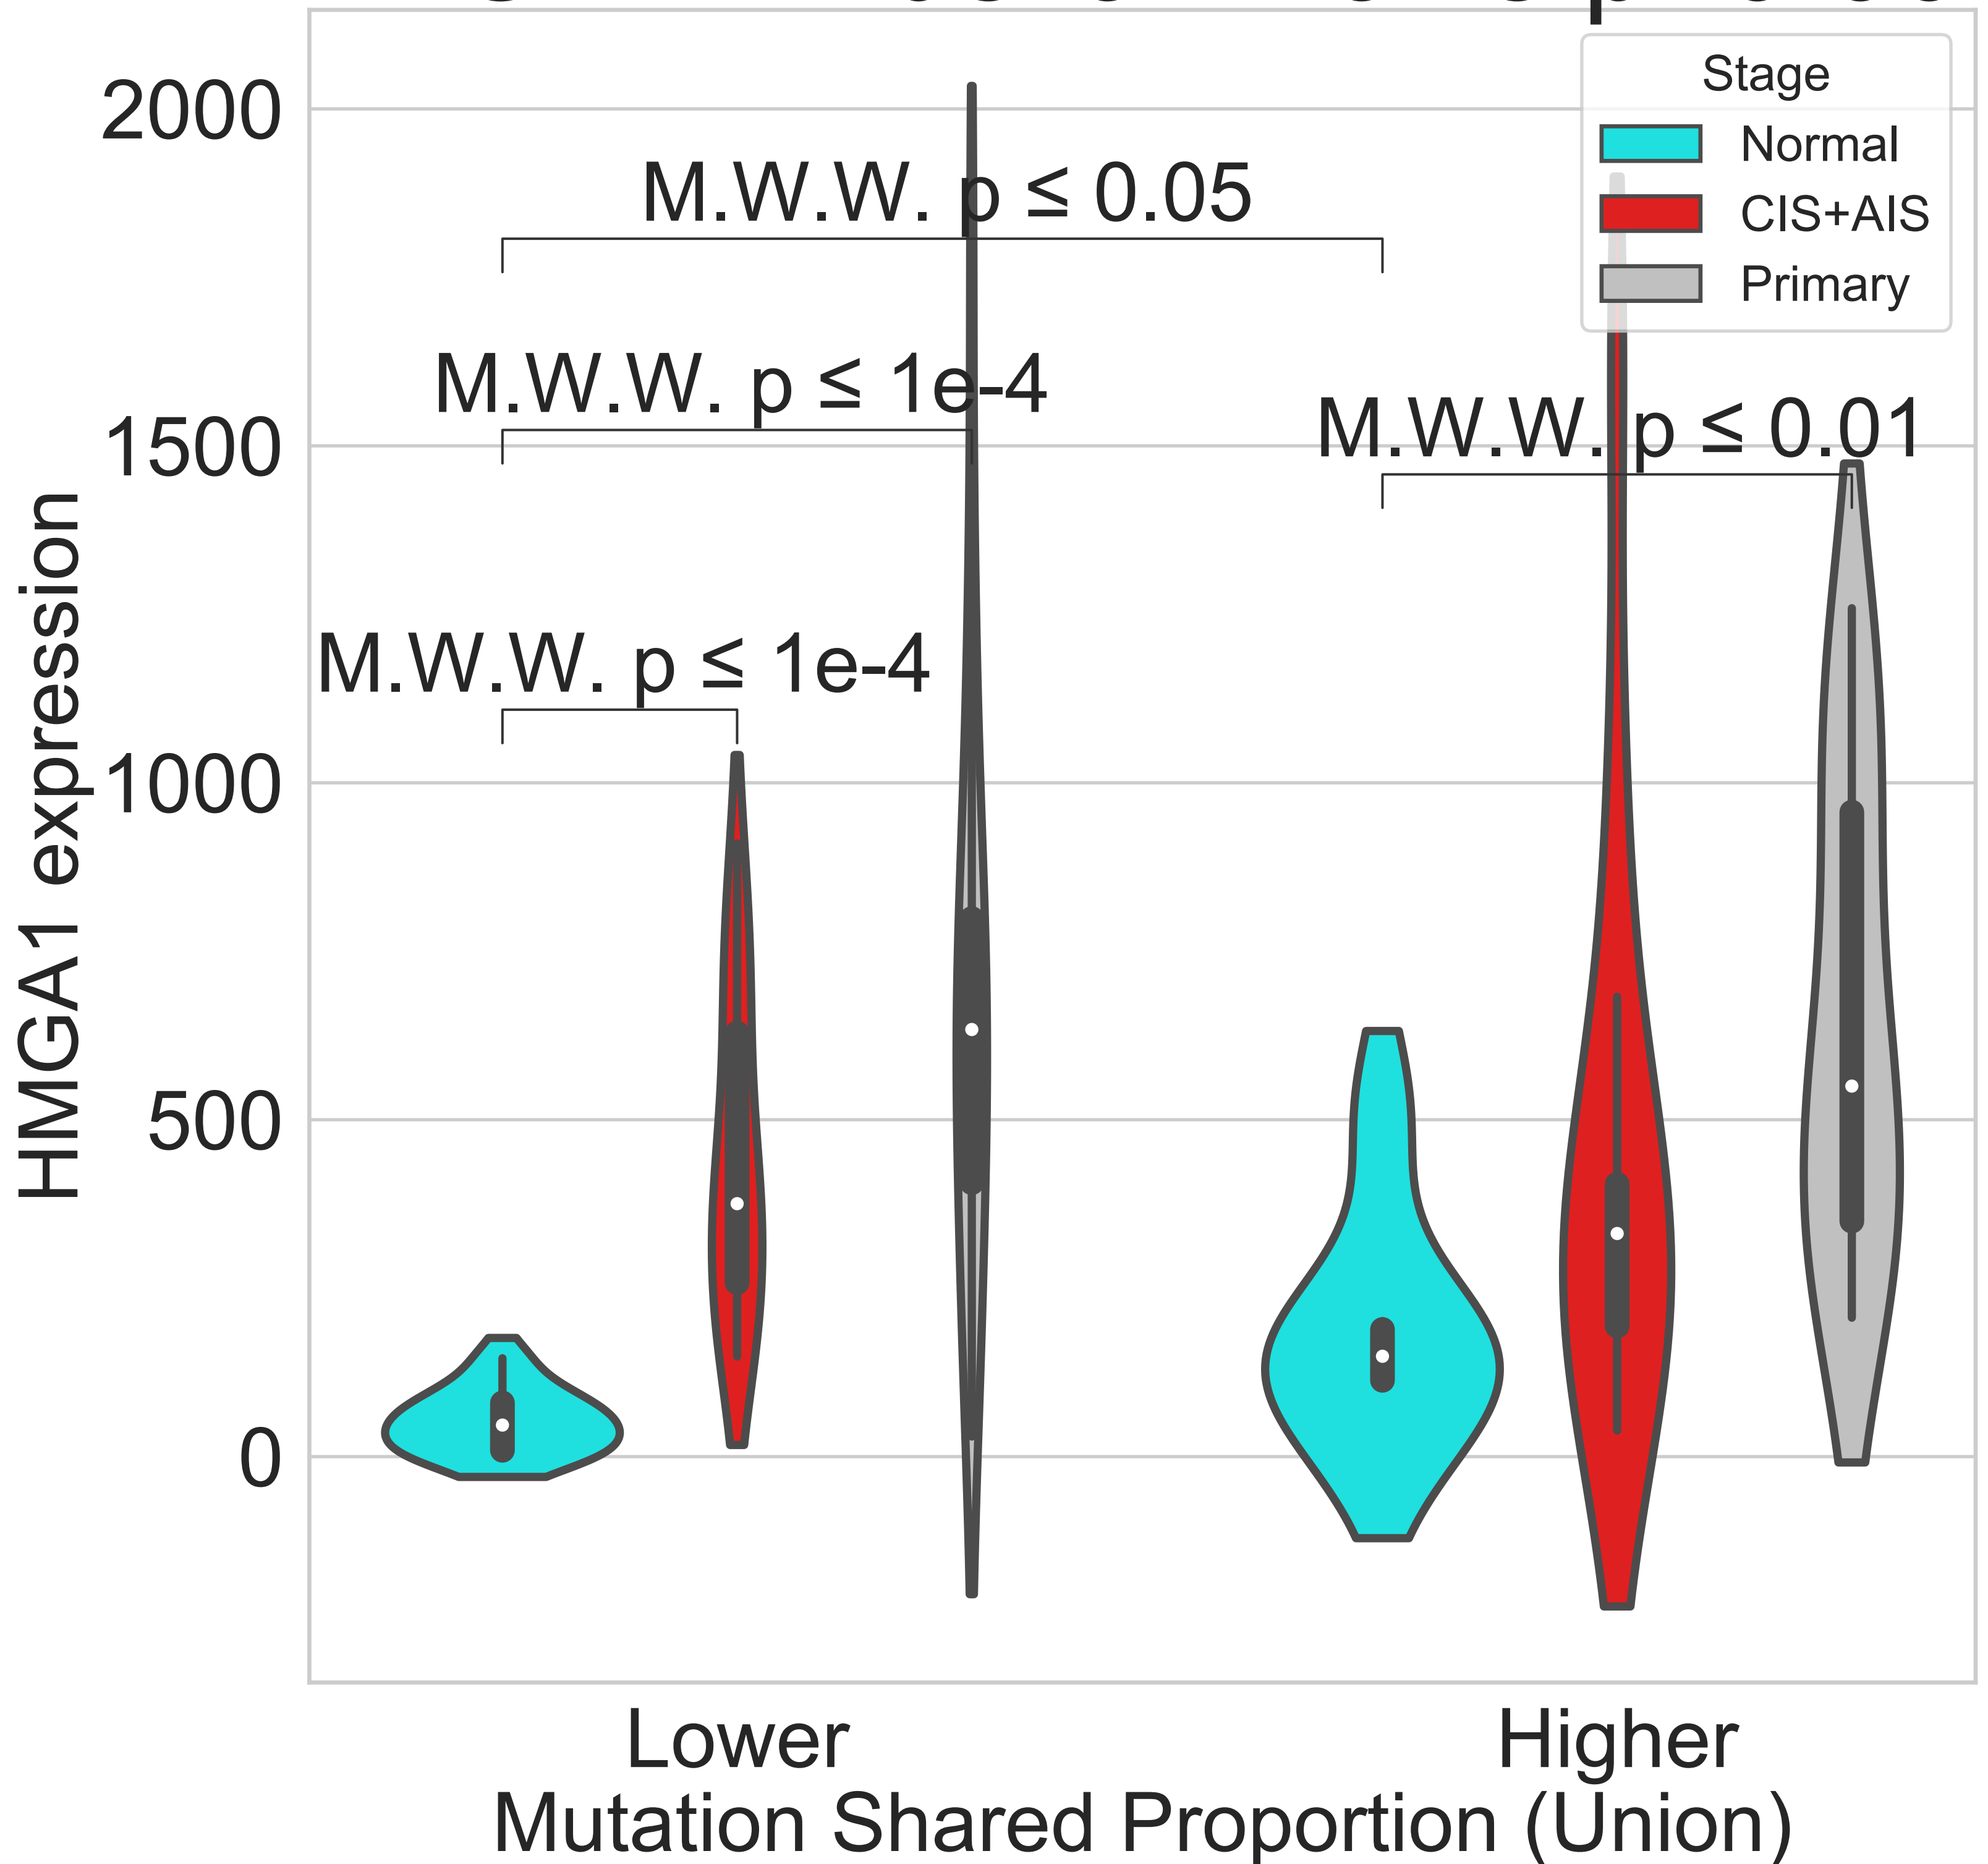 Stage
Normal
CIS+AIS
Primary
2000
1500
1000
500
0
HMGA1 expression
M.W.W. p ≤ 0.05
M.W.W. p ≤ 1e-4
M.W.W. p ≤ 0.01
M.W.W. p ≤ 1e-4
Lower
Higher
Mutation Shared Proportion (Union)